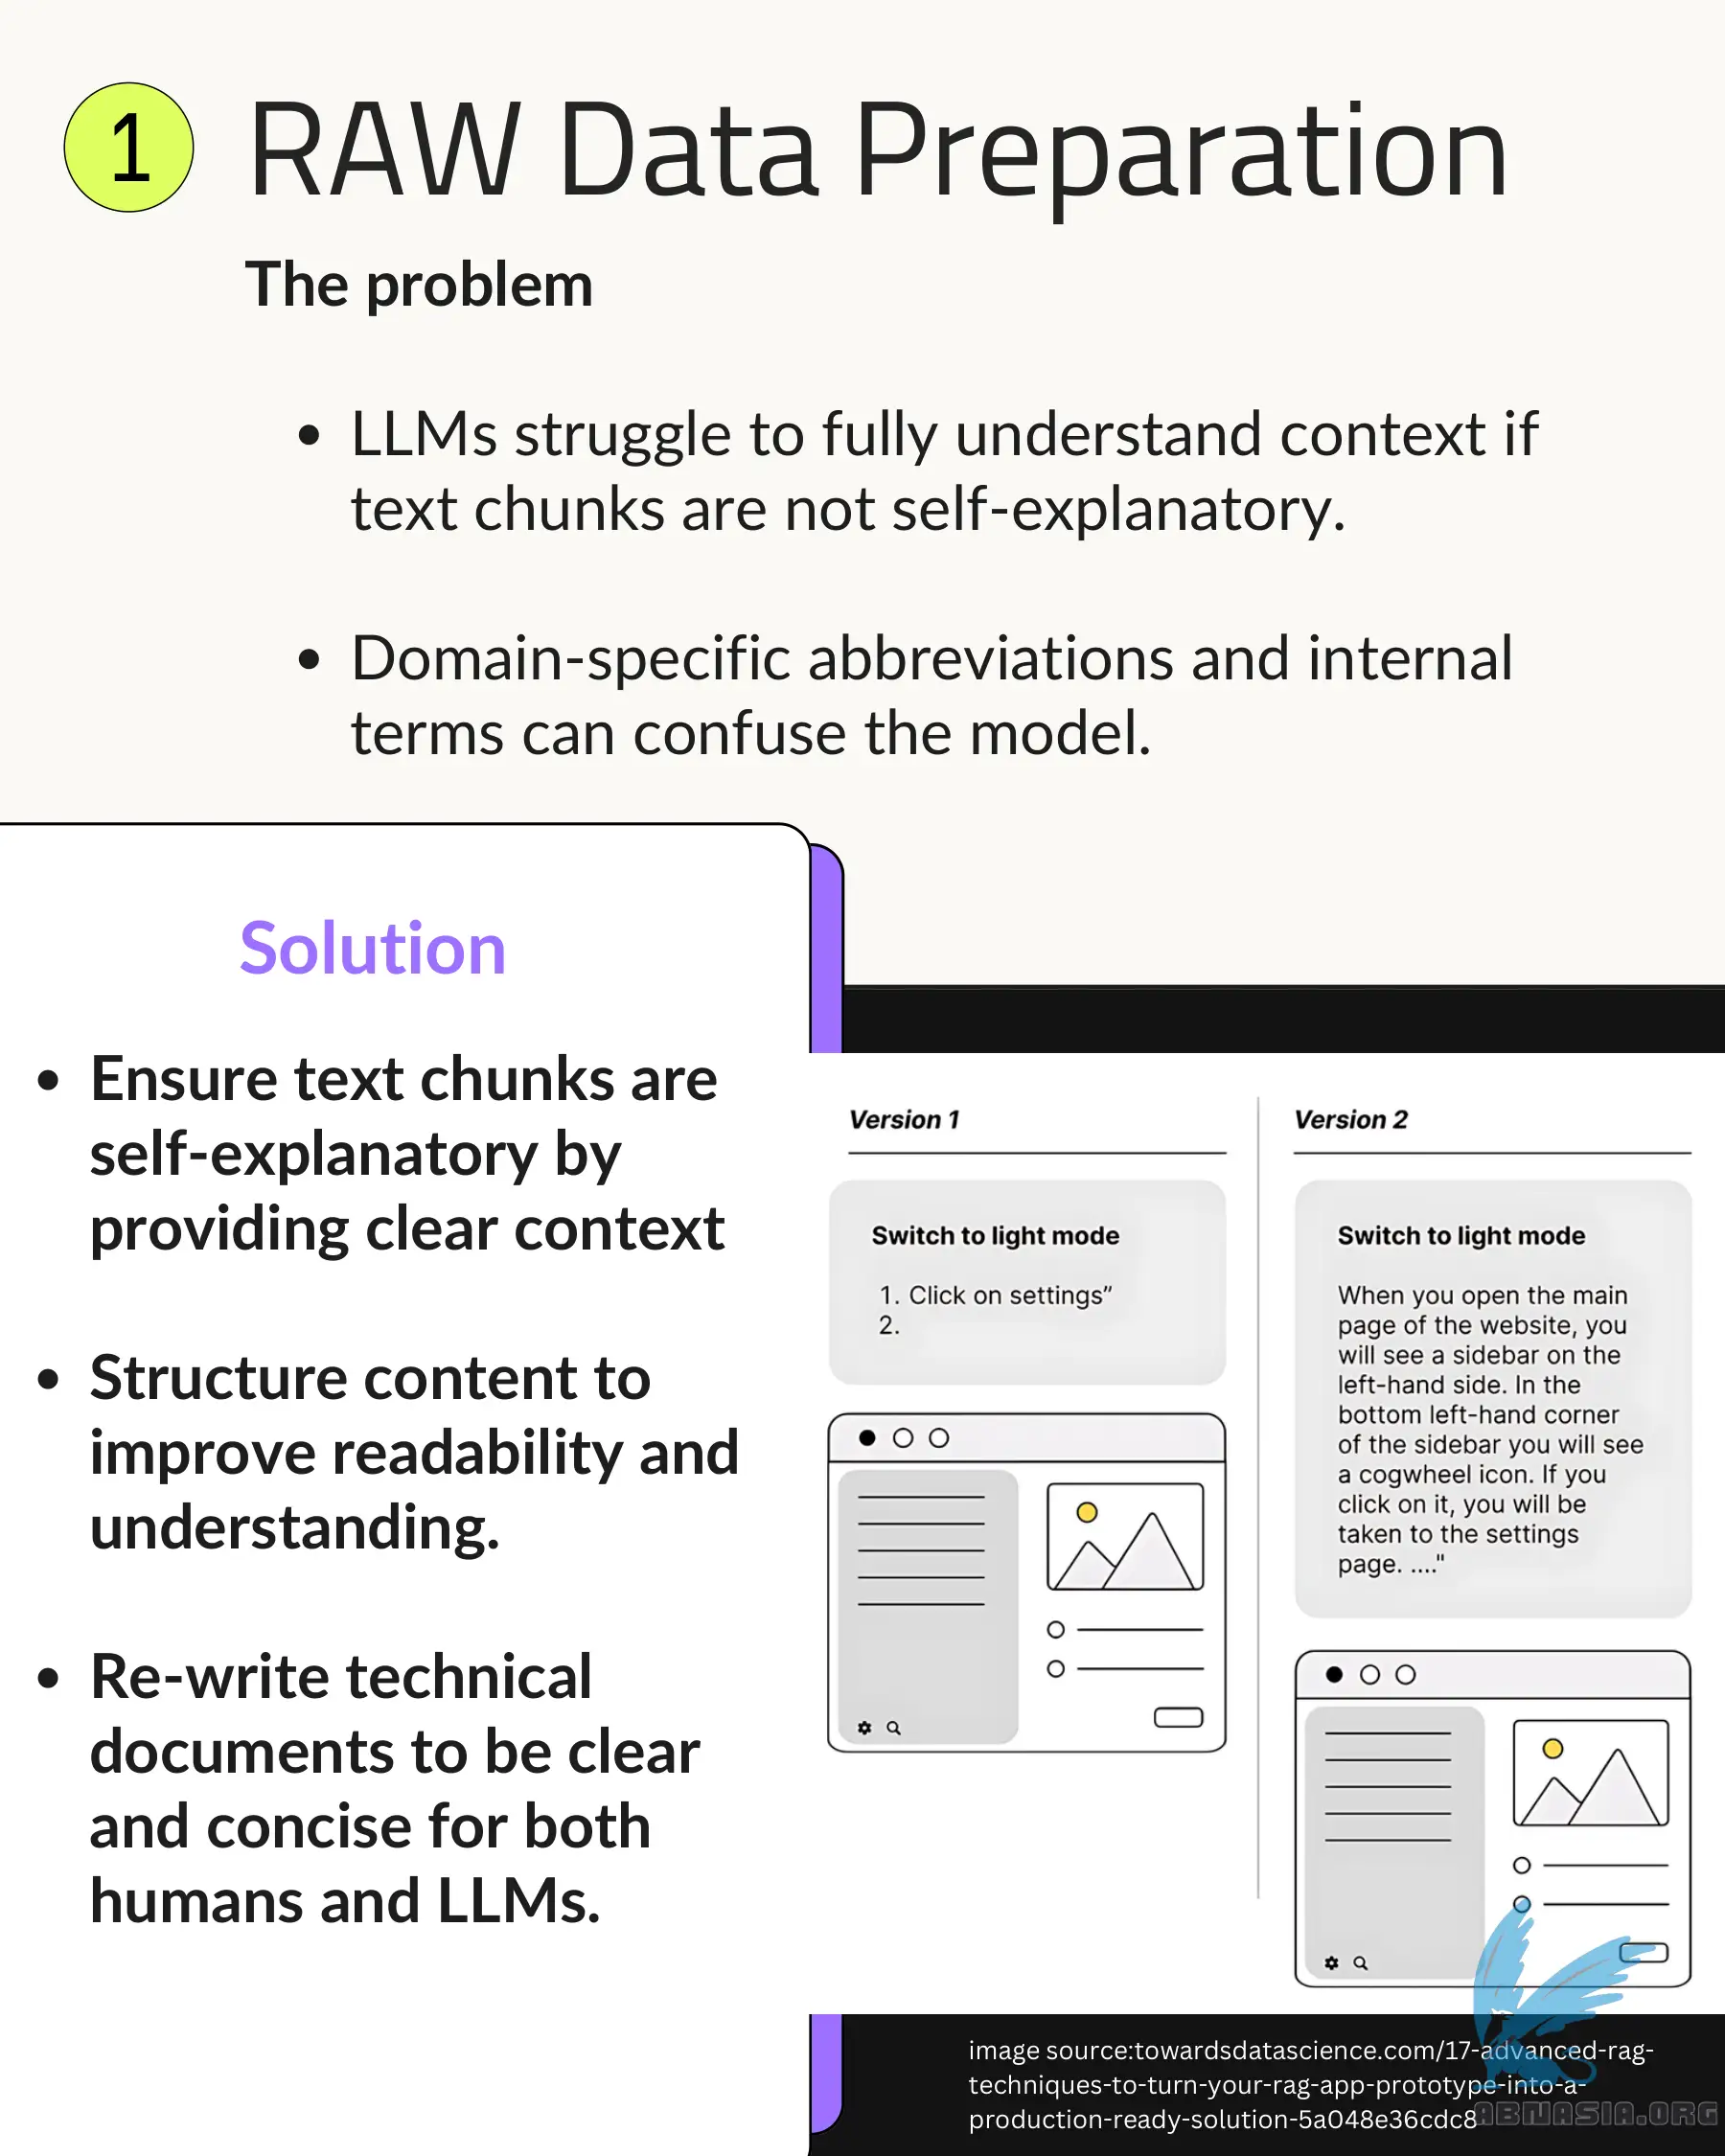 1
RAW Data Preparation
The problem
• LLMs struggle to fully understand context if
text chunks are not self-explanatory.
• Domain-specific abbreviations and internal
terms can confuse the model.
Solution
• Ensure text chunks are
self-explanatory by
providing clear context
• Structure content to
improve readability and
understanding.
• Re-write technical
documents to be clear
and concise for both
humans and LLMs.
Version 1
Switch to light mode
1. Click on settings”
2.
Version 2
Switch to light mode
When you open the main
page of the website, you
will see a sidebar on the
left-hand side. In the
bottom left-hand corner
of the sidebar you will see
a cogwheel icon. If you
click on it, you will be
taken to the settings
page. ...."
image source:towardsdatascience.com/17-advanced-rag-
techniques-to-turn-your-rag-app-prototype-into-a-
production-ready-solution-5a048e36cdc8
ABNASIA.ORG